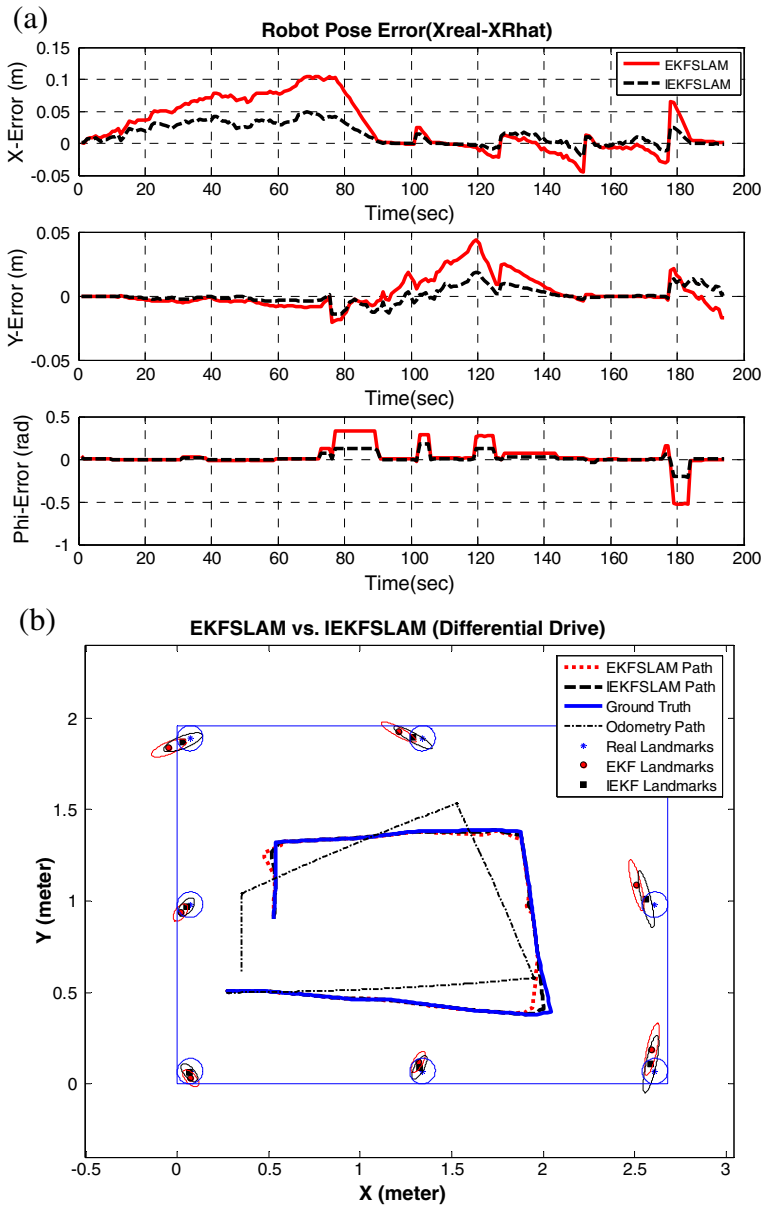 (a)
Robot Pose Error(Xreal-XRhat)
EKFSLAM
IEKFSLAM
X-Error (m)
0.15
0.1
0.05
0
-0.05
0 20 40 60 80 100 120 140 160 180 200
Time(sec)
Y-Error (m)
0.05
0
-0.05
0 20 40 60 80 100 120 140 160 180 200
Time(sec)
Phi-Error (rad)
0.5
0
-0.5
-1
0 20 40 60 80 100 120 140 160 180 200
Time(sec)
(b)
EKFSLAM vs. IEKFSLAM (Differential Drive)
EKFSLAM Path
IEKFSLAM Path
Ground Truth
Odometry Path
Real Landmarks
EKF Landmarks
IEKF Landmarks
Y (meter)
2
1.5
1
0.5
0
-0.5 0 0.5 1 1.5 2 2.5 3
X (meter)